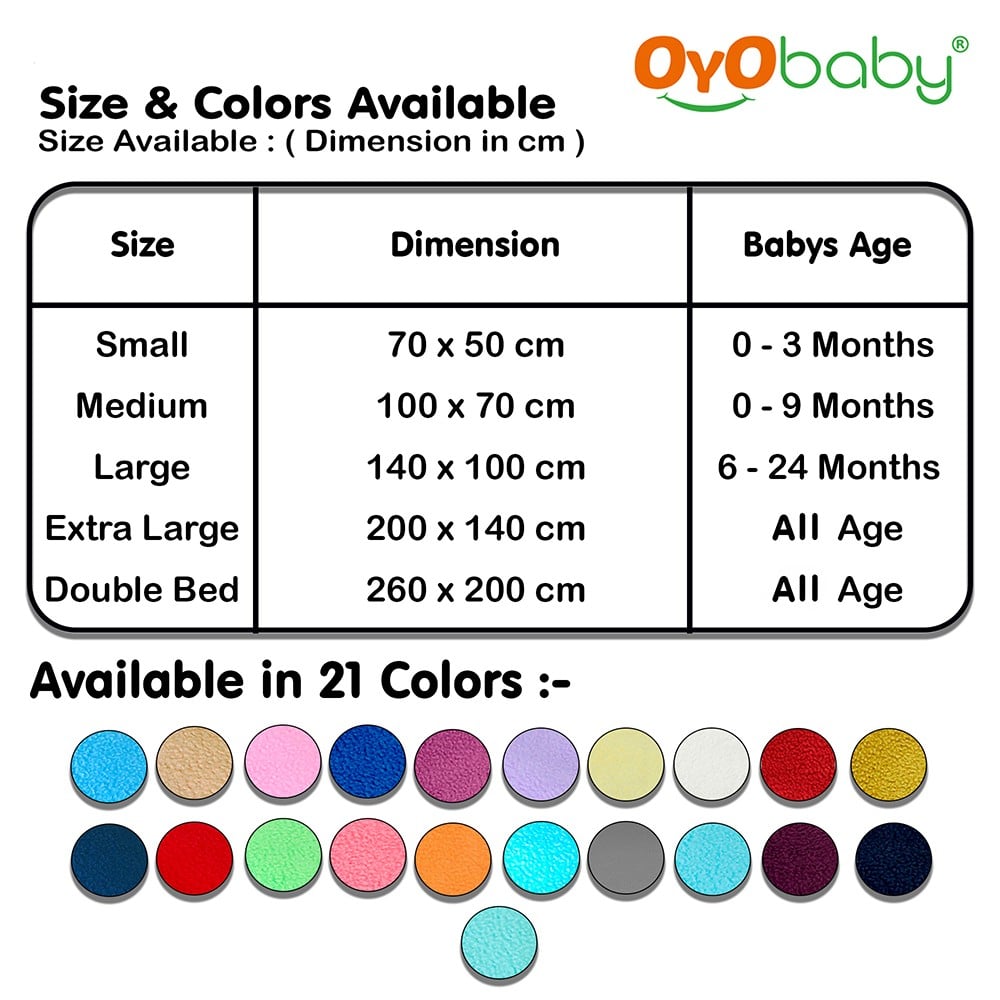 OyObaby®
Size & Colors Available
Size Available : ( Dimension in cm )
Size Dimension Babys Age
Small 70 x 50 cm 0 - 3 Months
Medium 100 x 70 cm 0 - 9 Months
Large 140 x 100 cm 6 - 24 Months
Extra Large 200 x 140 cm All Age
Double Bed 260 x 200 cm All Age
Available in 21 Colors :-